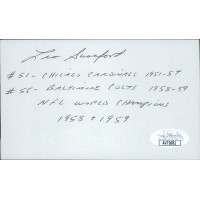 Leo Sanford
#51 - CHICAGO CARDINALS 1951-57
#55 - BALTIMORE COLTS 1958-59
NFL WORLD CHAMPIONS
1958 & 1959
JSA